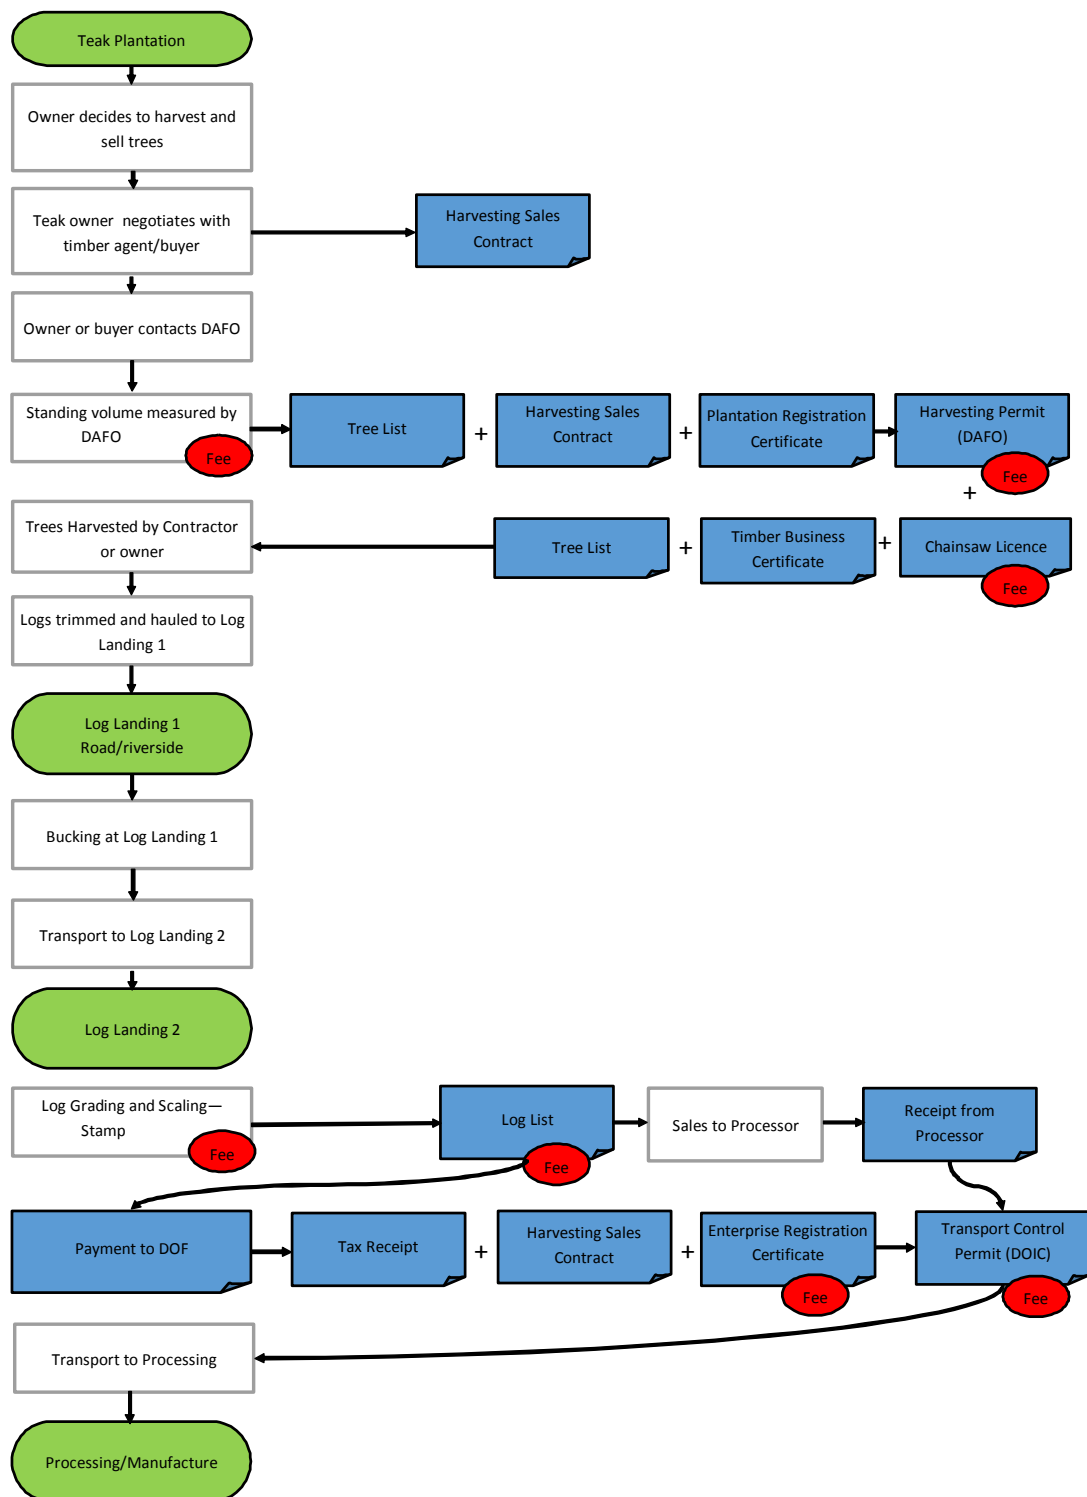 Teak Plantation
Owner decides to harvest and
sell trees
Teak owner  negotiates with
timber agent/buyer
Harvesting Sales
Contract
Owner or buyer contacts DAFO
Standing volume measured by
DAFO
Fee
Tree List
+
Harvesting Sales
Contract
+
Plantation Registration
Certificate
Harvesting Permit
(DAFO)
Fee
+
Trees Harvested by Contractor
or owner
Tree List
+
Timber Business
Certificate
+
Chainsaw Licence
Fee
Logs trimmed and hauled to Log
Landing 1
Log Landing 1
Road/riverside
Bucking at Log Landing 1
Transport to Log Landing 2
Log Landing 2
Log Grading and Scaling—
Stamp
Fee
Log List
Fee
Sales to Processor
Receipt from
Processor
Payment to DOF
Tax Receipt
+
Harvesting Sales
Contract
+
Enterprise Registration
Certificate
Fee
Transport Control
Permit (DOIC)
Fee
Transport to Processing
Processing/Manufacture